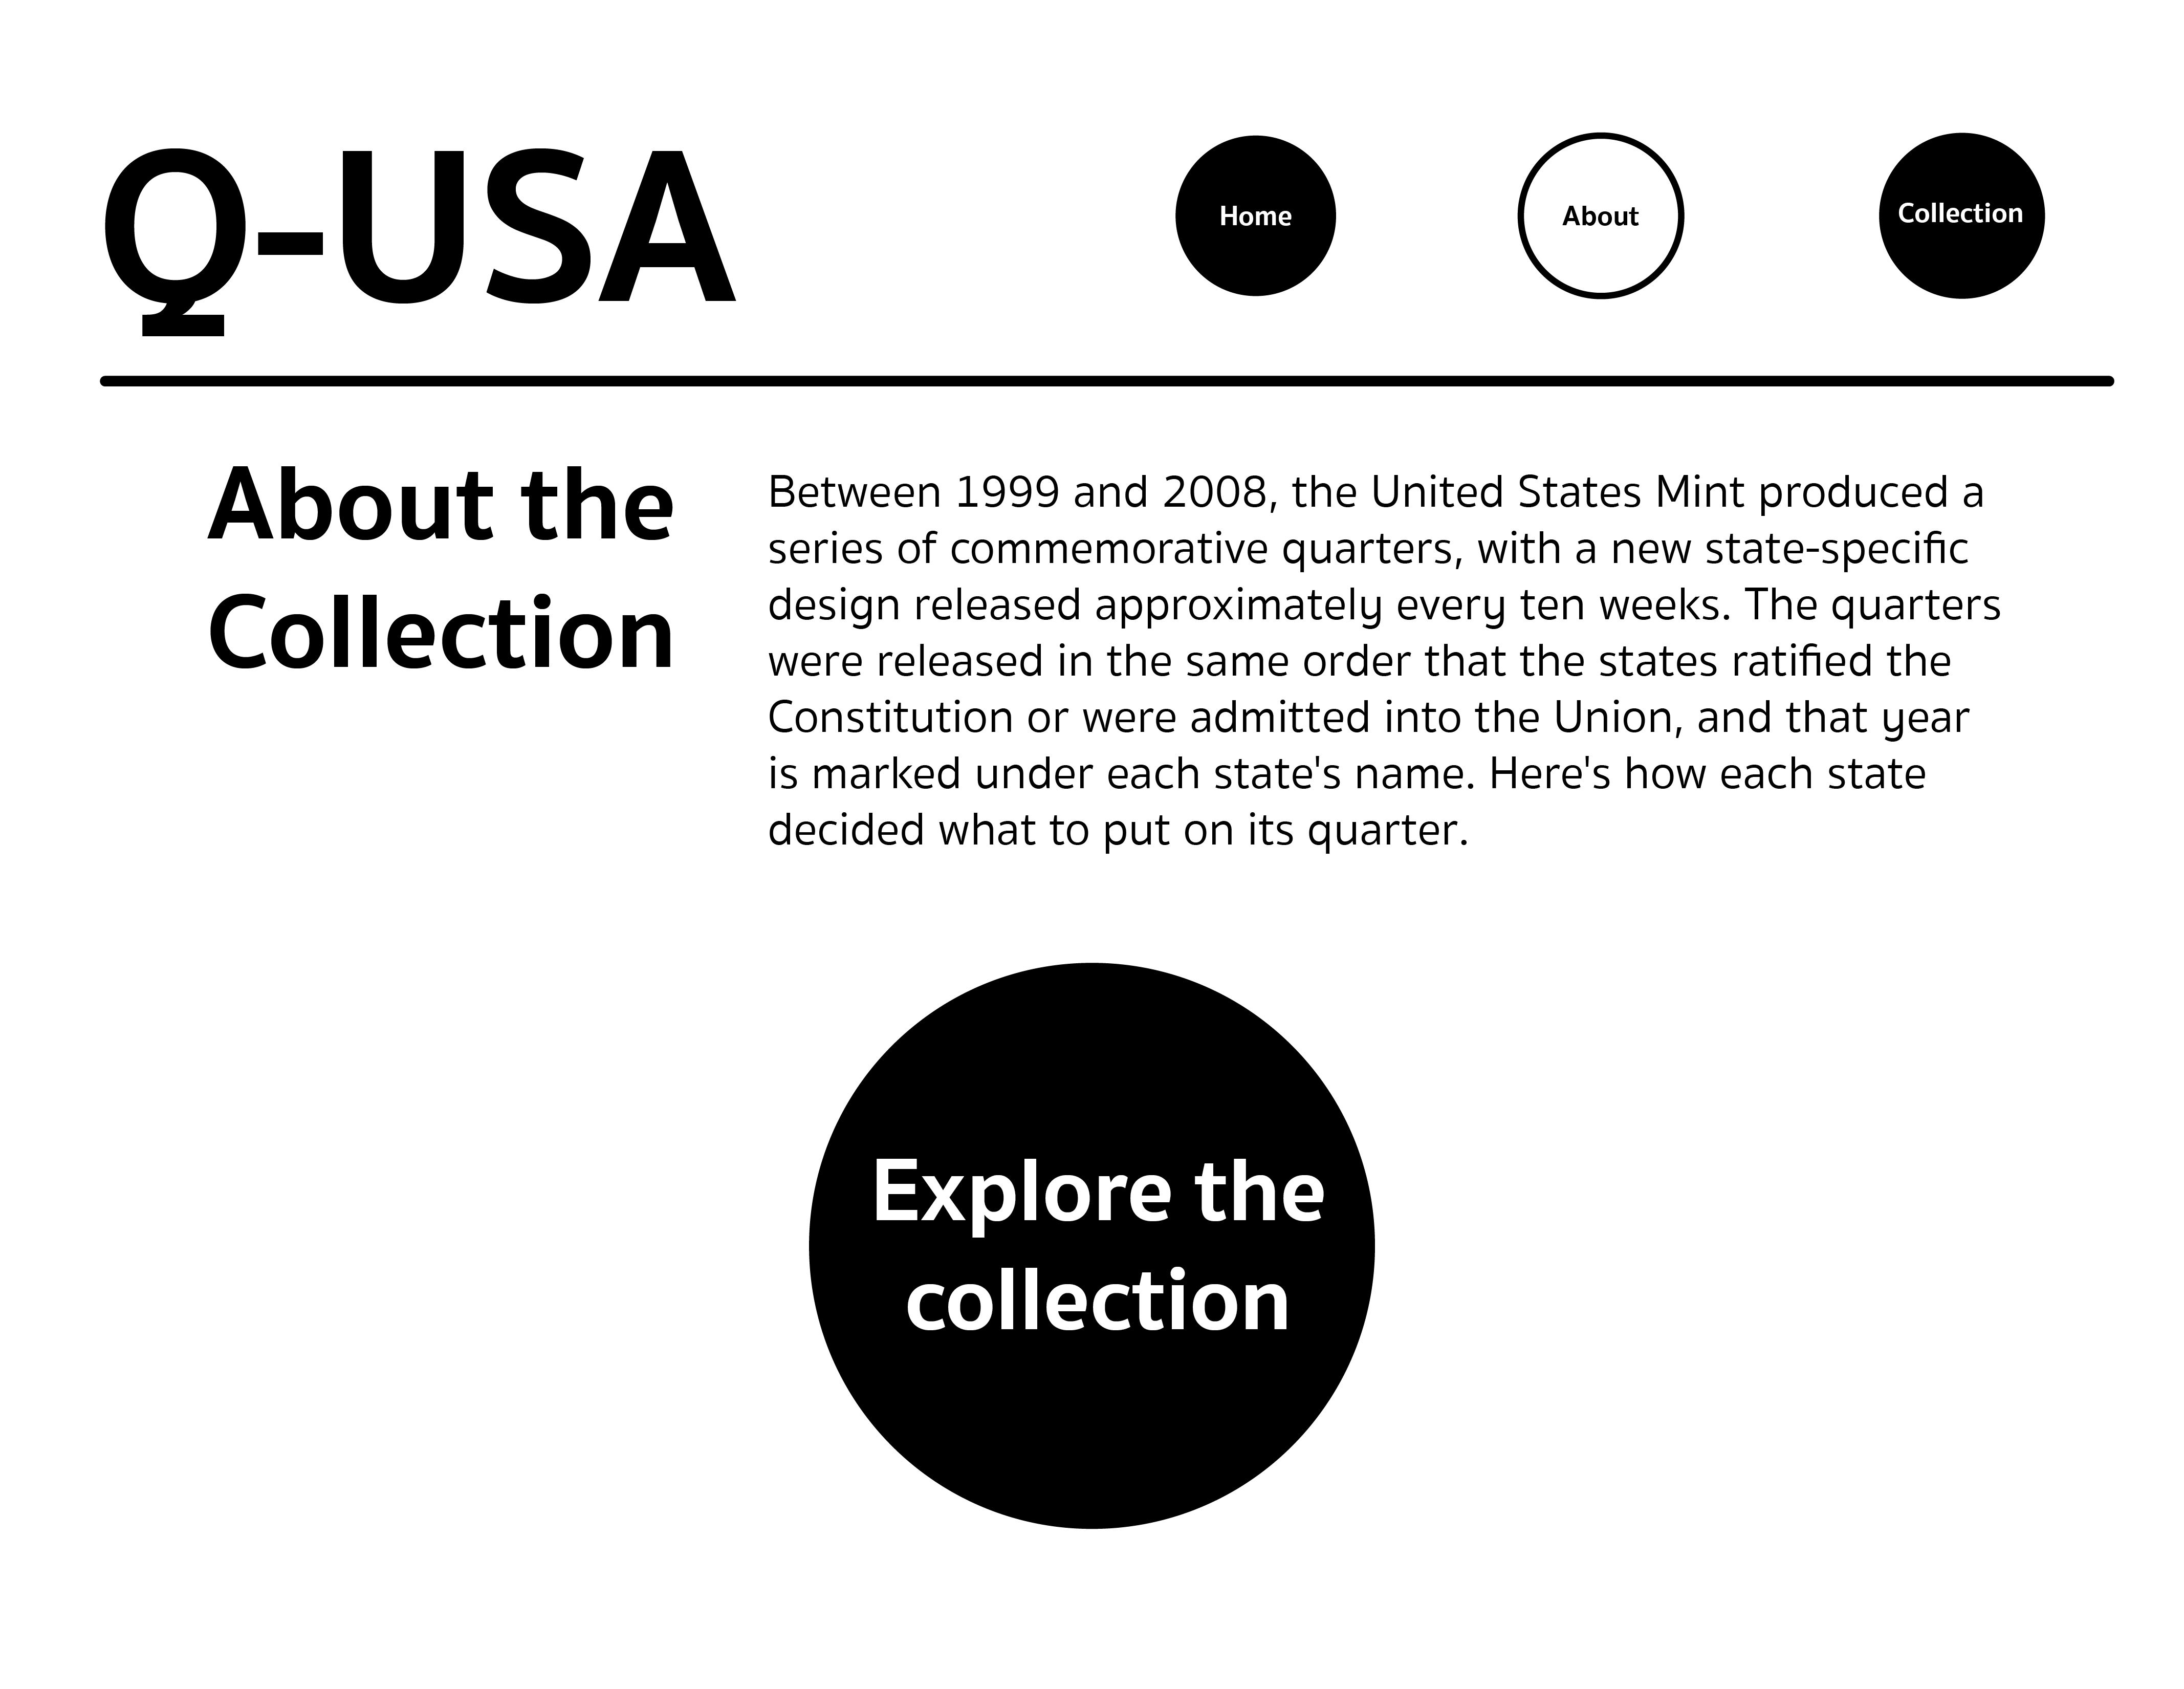 Q-USA
Home
About
Collection
About the
Collection
Between 1999 and 2008, the United States Mint produced a
series of commemorative quarters, with a new state-specific
design released approximately every ten weeks. The quarters
were released in the same order that the states ratified the
Constitution or were admitted into the Union, and that year
is marked under each state's name. Here's how each state
decided what to put on its quarter.
Explore the
collection